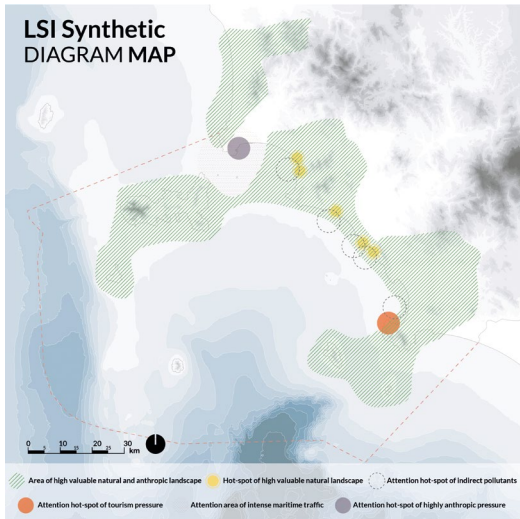 LSI Synthetic
DIAGRAM MAP
0 10 20 30
5 15 25 km
Area of high valuable natural and anthropic landscape
Hot-spot of high valuable natural landscape
Attention hot-spot of indirect pollutants
Attention hot-spot of tourism pressure
Attention area of intense maritime traffic
Attention hot-spot of highly anthropic pressure